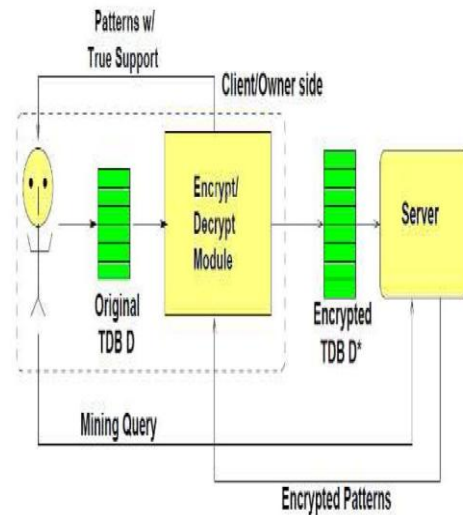 Patterns w/
True Support
Client/Owner side
Encrypt/
Decrypt
Module
Server
Original
TDB D
Encrypted
TDB D*
Mining Query
Encrypted Patterns